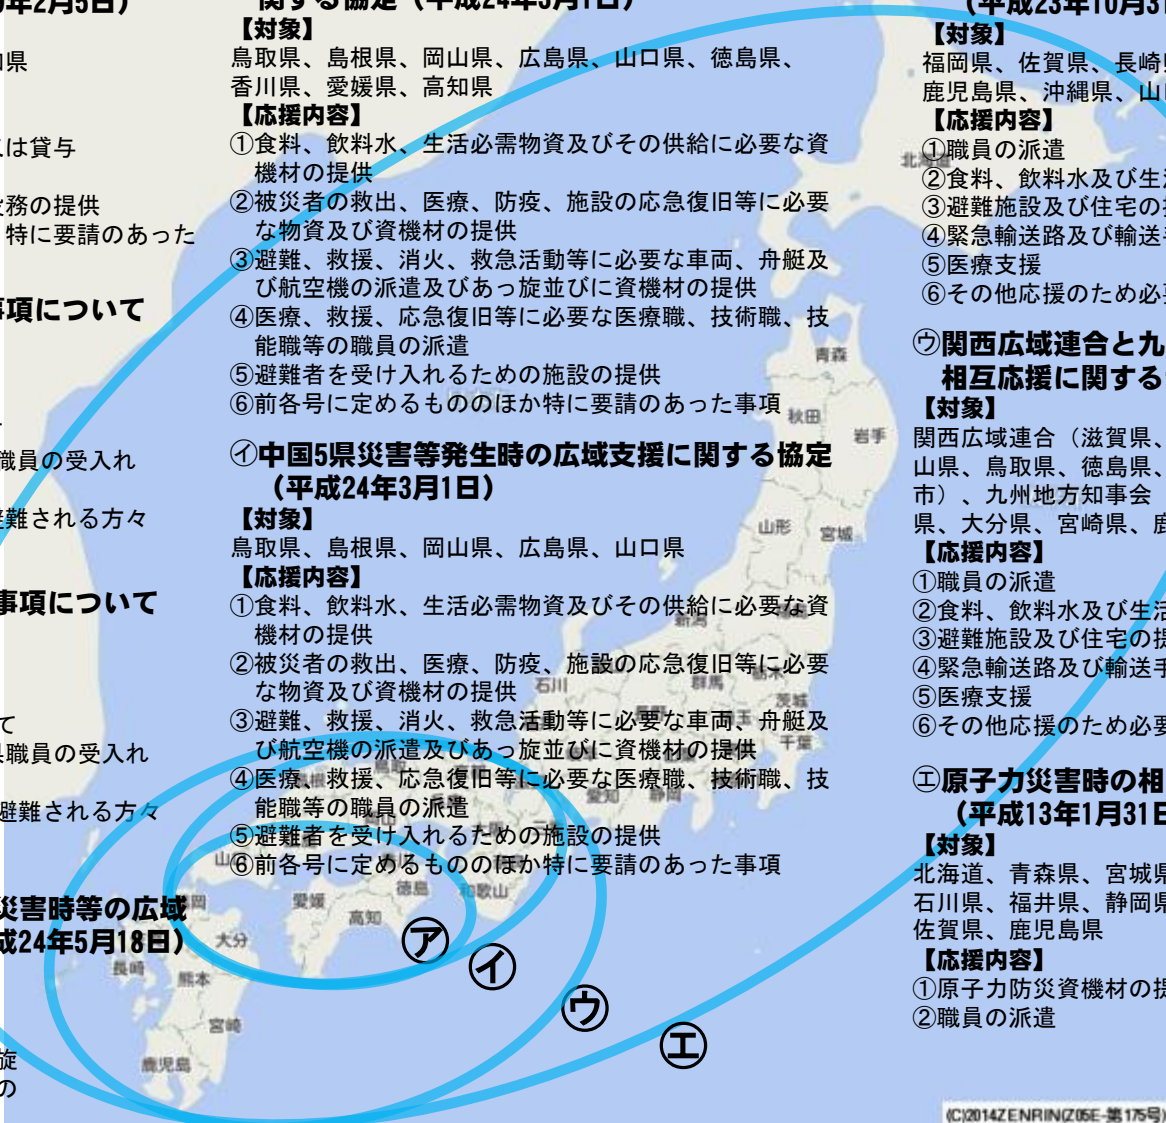 年2月5日）
県
は貸与
務の提供
特に要請のあった
項について
職員の受入れ
難される方々
事項について
て
職員の受入れ
避難される方々
災害時等の広域
成24年5月18日）
旋
の
関する協定（平成24年3月1日）
【対象】
鳥取県、島根県、岡山県、広島県、山口県、徳島県、
香川県、愛媛県、高知県
【応援内容】
①食料、飲料水、生活必需物資及びその供給に必要な資
機材の提供
②被災者の救出、医療、防疫、施設の応急復旧等に必要
な物資及び資機材の提供
③避難、救援、消火、救急活動等に必要な車両、舟艇及
び航空機の派遣及びあっ旋並びに資機材の提供
④医療、救援、応急復旧等に必要な医療職、技術職、技
能職等の職員の派遣
⑤避難者を受け入れるための施設の提供
⑥前各号に定めるもののほか特に要請のあった事項
㋑中国5県災害等発生時の広域支援に関する協定
（平成24年3月1日）
【対象】
鳥取県、島根県、岡山県、広島県、山口県
【応援内容】
①食料、飲料水、生活必需物資及びその供給に必要な資
機材の提供
②被災者の救出、医療、防疫、施設の応急復旧等に必要
な物資及び資機材の提供
③避難、救援、消火、救急活動等に必要な車両、舟艇及
び航空機の派遣及びあっ旋並びに資機材の提供
④医療、救援、応急復旧等に必要な医療職、技術職、技
能職等の職員の派遣
⑤避難者を受け入れるための施設の提供
⑥前各号に定めるもののほか特に要請のあった事項
（平成23年10月31
【対象】
福岡県、佐賀県、長崎
鹿児島県、沖縄県、山
【応援内容】
①職員の派遣
②食料、飲料水及び生
③避難施設及び住宅の
④緊急輸送路及び輸送
⑤医療支援
⑥その他応援のため必
㋒関西広域連合と九
相互応援に関する
【対象】
関西広域連合（滋賀県、
山県、鳥取県、徳島県、
市）、九州地方知事会
県、大分県、宮崎県、鹿
【応援内容】
①職員の派遣
②食料、飲料水及び生活
③避難施設及び住宅の提
④緊急輸送路及び輸送手
⑤医療支援
⑥その他応援のため必要
㋓原子力災害時の相
（平成13年1月31日
【対象】
北海道、青森県、宮城県
石川県、福井県、静岡県
佐賀県、鹿児島県
【応援内容】
①原子力防災資機材の提
②職員の派遣
北海道
青森
秋田
岩手
山形
宮城
新潟
石川
群馬
栃木
茨城
千葉
愛知
静岡
和歌山
徳島
愛媛
高知
大分
長崎
熊本
宮崎
鹿児島
㋐
㋑
㋒
㋓
(C)2014ZENRIN(Z05E-第175号)